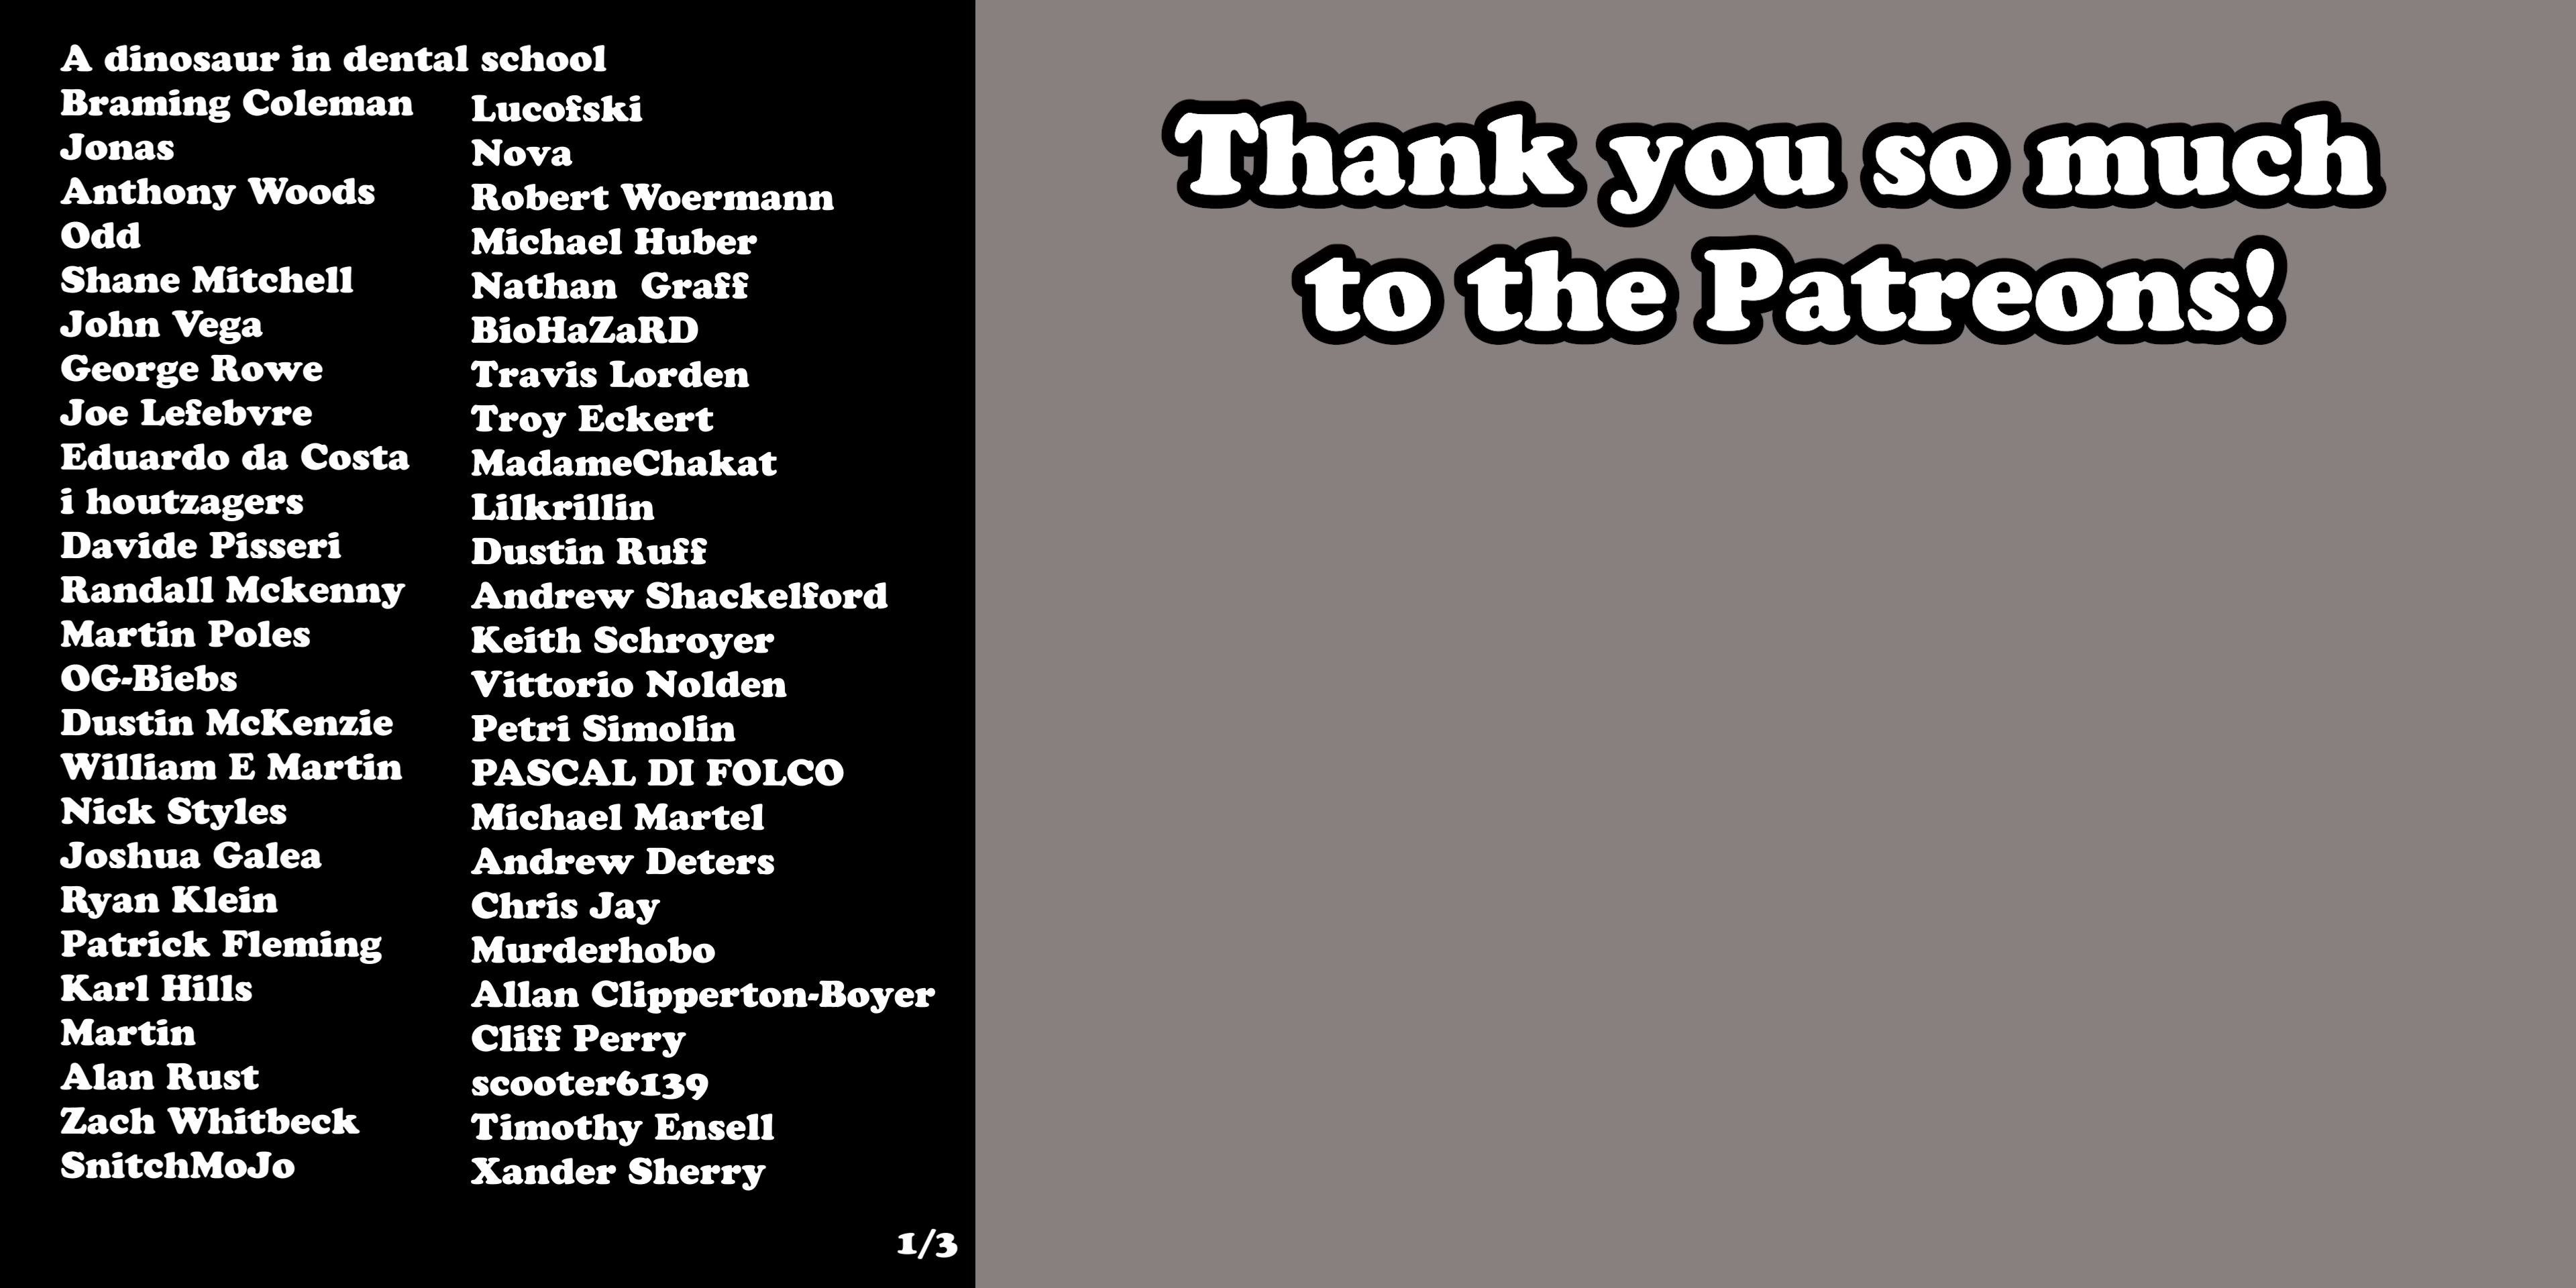 A dinosaur in dental school
Braming Coleman
Jonas
Anthony Woods
Odd
Shane Mitchell
John Vega
George Rowe
Joe Lefebvre
Eduardo da Costa
i houtzagers
Davide Pisseri
Randall Mckenny
Martin Poles
OG-Biebs
Dustin McKenzie
William E Martin
Nick Styles
Joshua Galea
Ryan Klein
Patrick Fleming
Karl Hills
Martin
Alan Rust
Zach Whitbeck
SnitchMoJo
Lucofski
Nova
Robert Woermann
Michael Huber
Nathan  Graff
BioHaZaRD
Travis Lorden
Troy Eckert
MadameChakat
Lilkrillin
Dustin Ruff
Andrew Shackelford
Keith Schroyer
Vittorio Nolden
Petri Simolin
PASCAL DI FOLCO
Michael Martel
Andrew Deters
Chris Jay
Murderhobo
Allan Clipperton-Boyer
Cliff Perry
scooter6139
Timothy Ensell
Xander Sherry
1/3
Thank you so much
to the Patreons!